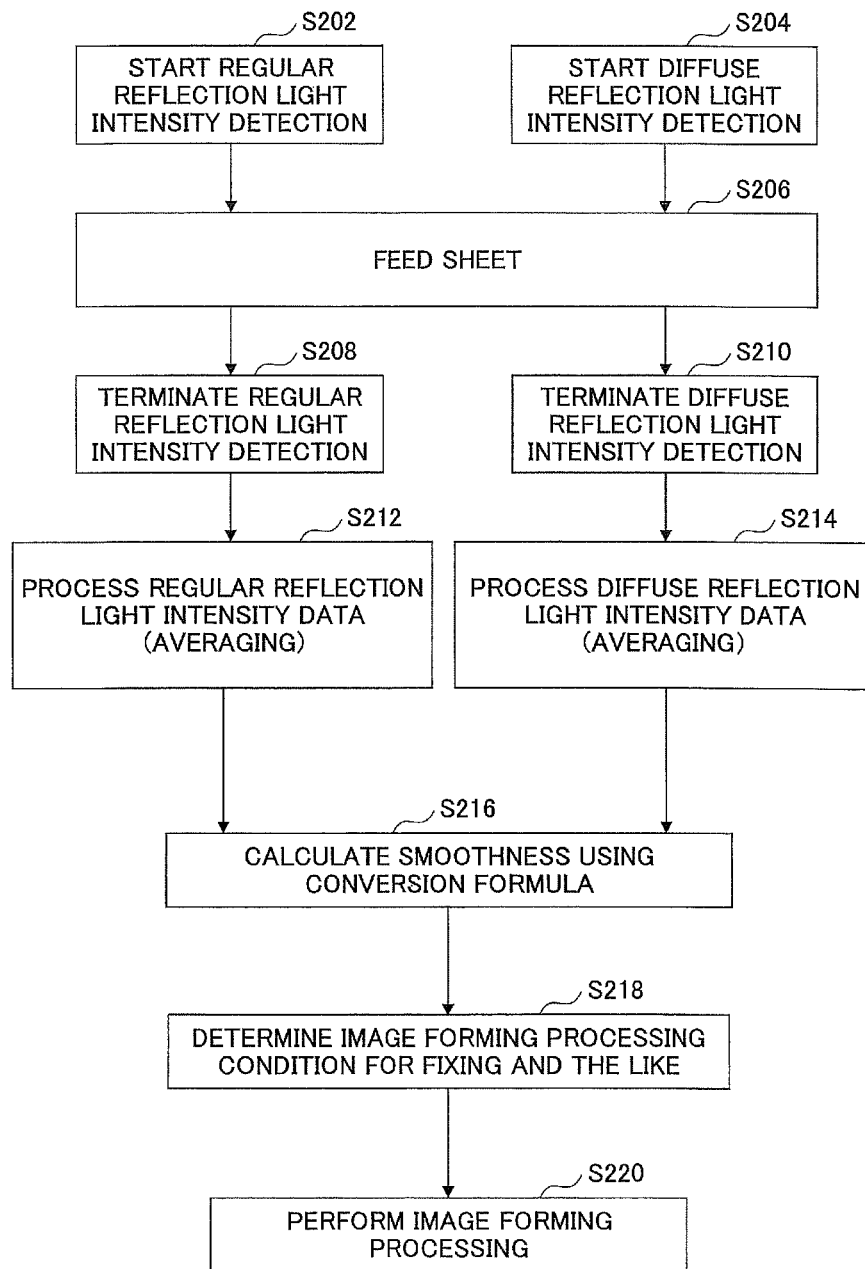 S202
START REGULAR
REFLECTION LIGHT
INTENSITY DETECTION
S204
START DIFFUSE
REFLECTION LIGHT
INTENSITY DETECTION
S206
FEED SHEET
S208
TERMINATE REGULAR
REFLECTION LIGHT
INTENSITY DETECTION
S210
TERMINATE DIFFUSE
REFLECTION LIGHT
INTENSITY DETECTION
S212
PROCESS REGULAR REFLECTION
LIGHT INTENSITY DATA
(AVERAGING)
S214
PROCESS DIFFUSE REFLECTION
LIGHT INTENSITY DATA
(AVERAGING)
S216
CALCULATE SMOOTHNESS USING
CONVERSION FORMULA
S218
DETERMINE IMAGE FORMING PROCESSING
CONDITION FOR FIXING AND THE LIKE
S220
PERFORM IMAGE FORMING
PROCESSING